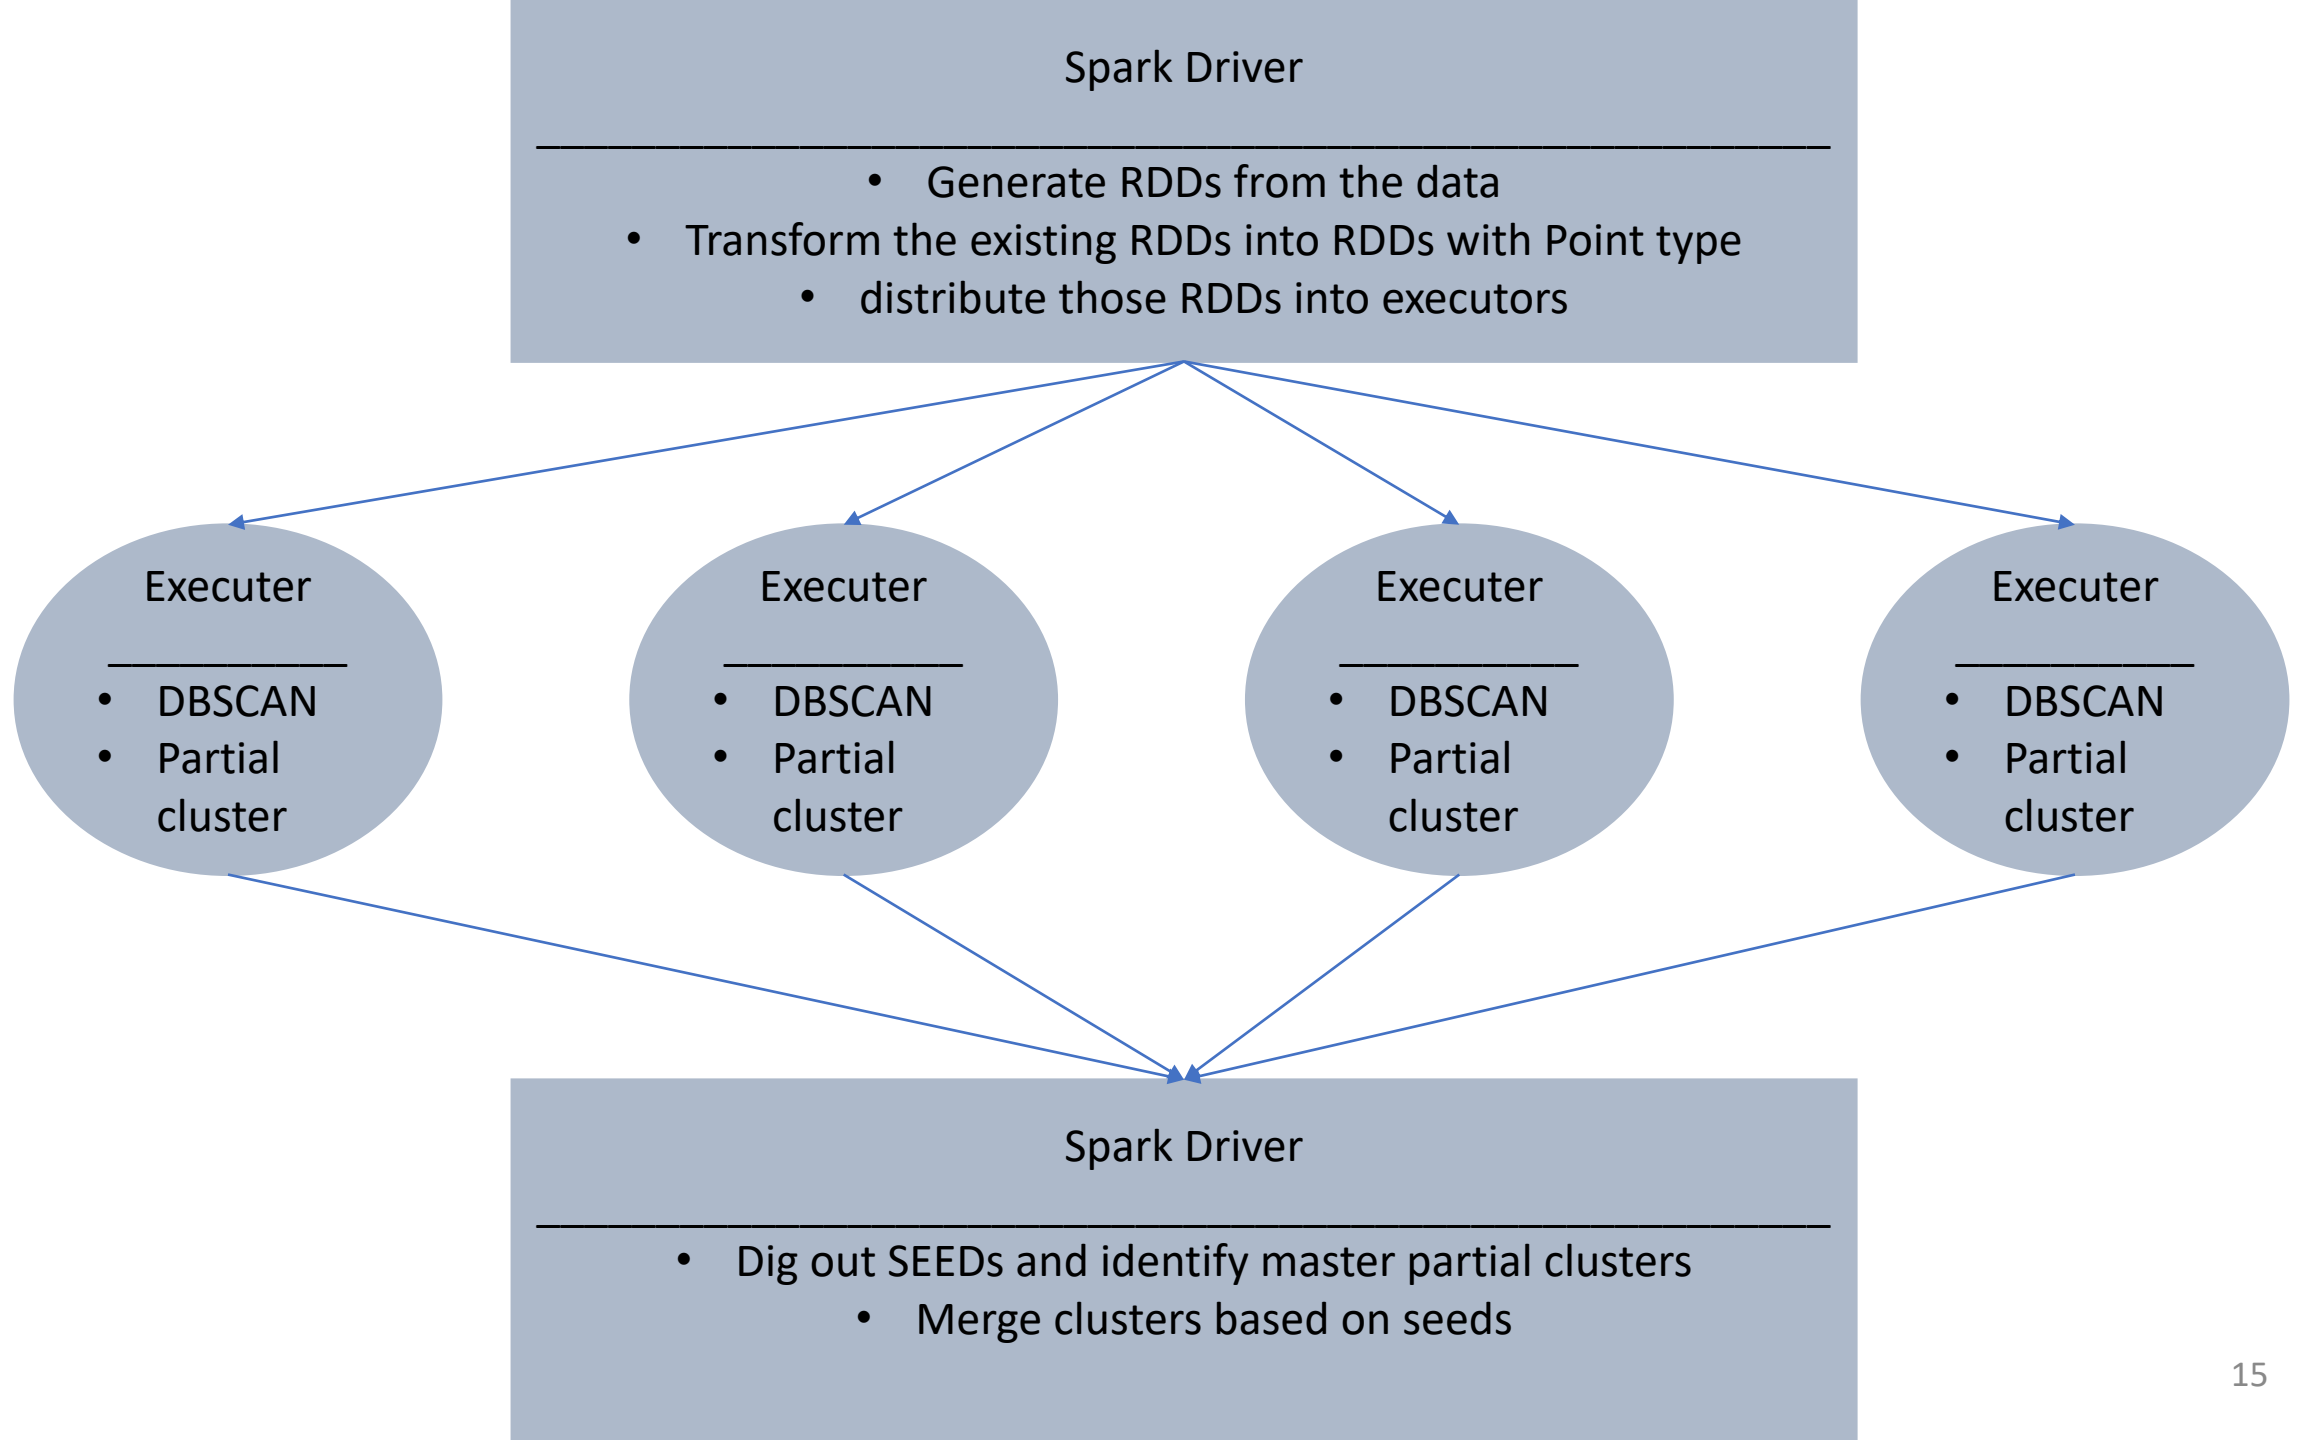 Spark Driver
• Generate RDDs from the data
• Transform the existing RDDs into RDDs with Point type
• distribute those RDDs into executors
Executer
• DBSCAN
• Partial
cluster
Executer
• DBSCAN
• Partial
cluster
Executer
• DBSCAN
• Partial
cluster
Executer
• DBSCAN
• Partial
cluster
Spark Driver
• Dig out SEEDs and identify master partial clusters
• Merge clusters based on seeds
15